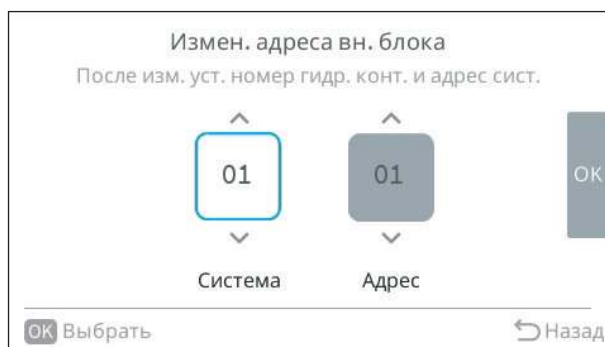 Измен. адреса вн. блока
После изм. уст. номер гидр. конт. и адрес сист.
01 01 OK
Система Адрес
OK Выбрать Назад